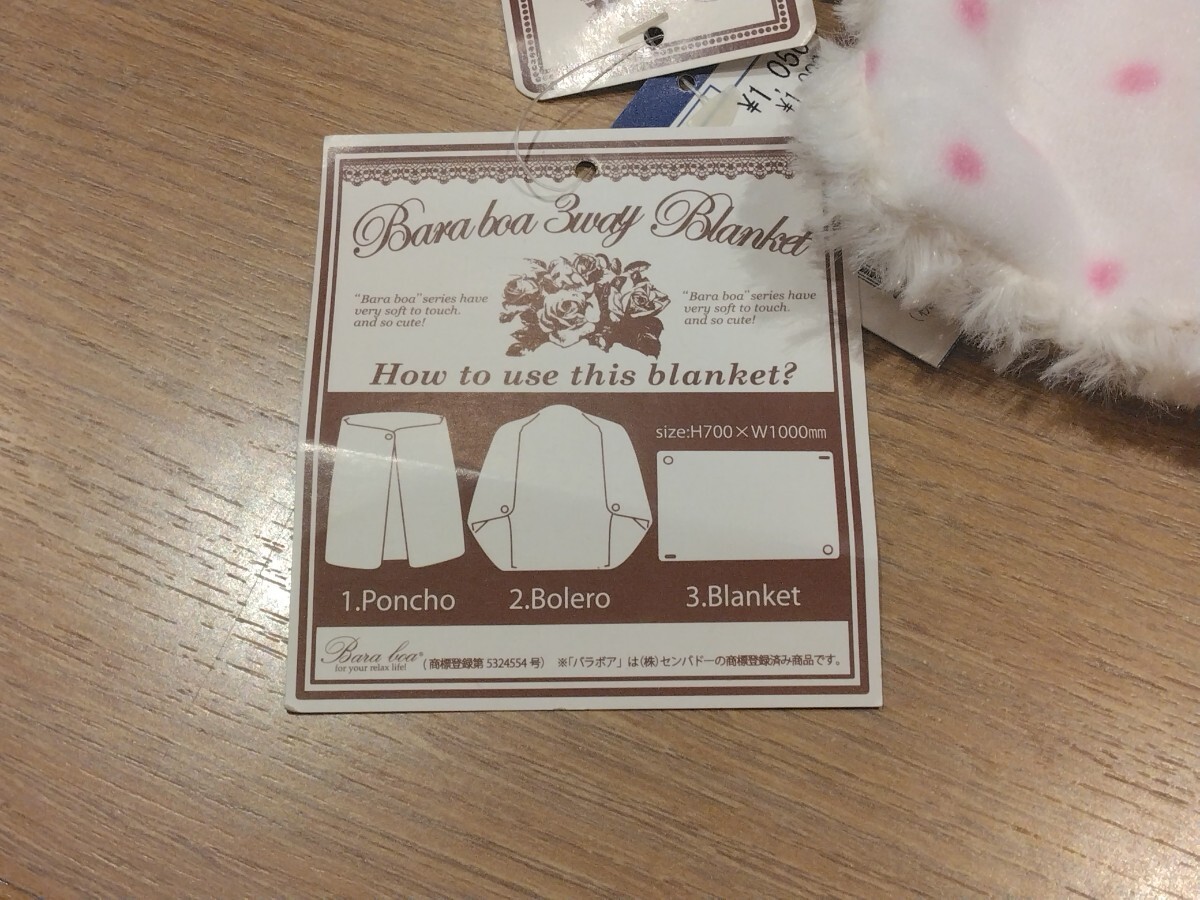 ¥1,050
Bara boa 3way Blanket
"Bara boa" series have
very soft to touch.
and so cute!
"Bara boa" series have
very soft to touch.
and so cute!
How to use this blanket?
size:H700×W1000mm
1.Poncho
2.Bolero
3.Blanket
Bara boa®
for your relax life!
(商標登録第 5324554 号) ※「バラボア」は(株)センバドーの商標登録済み商品です。